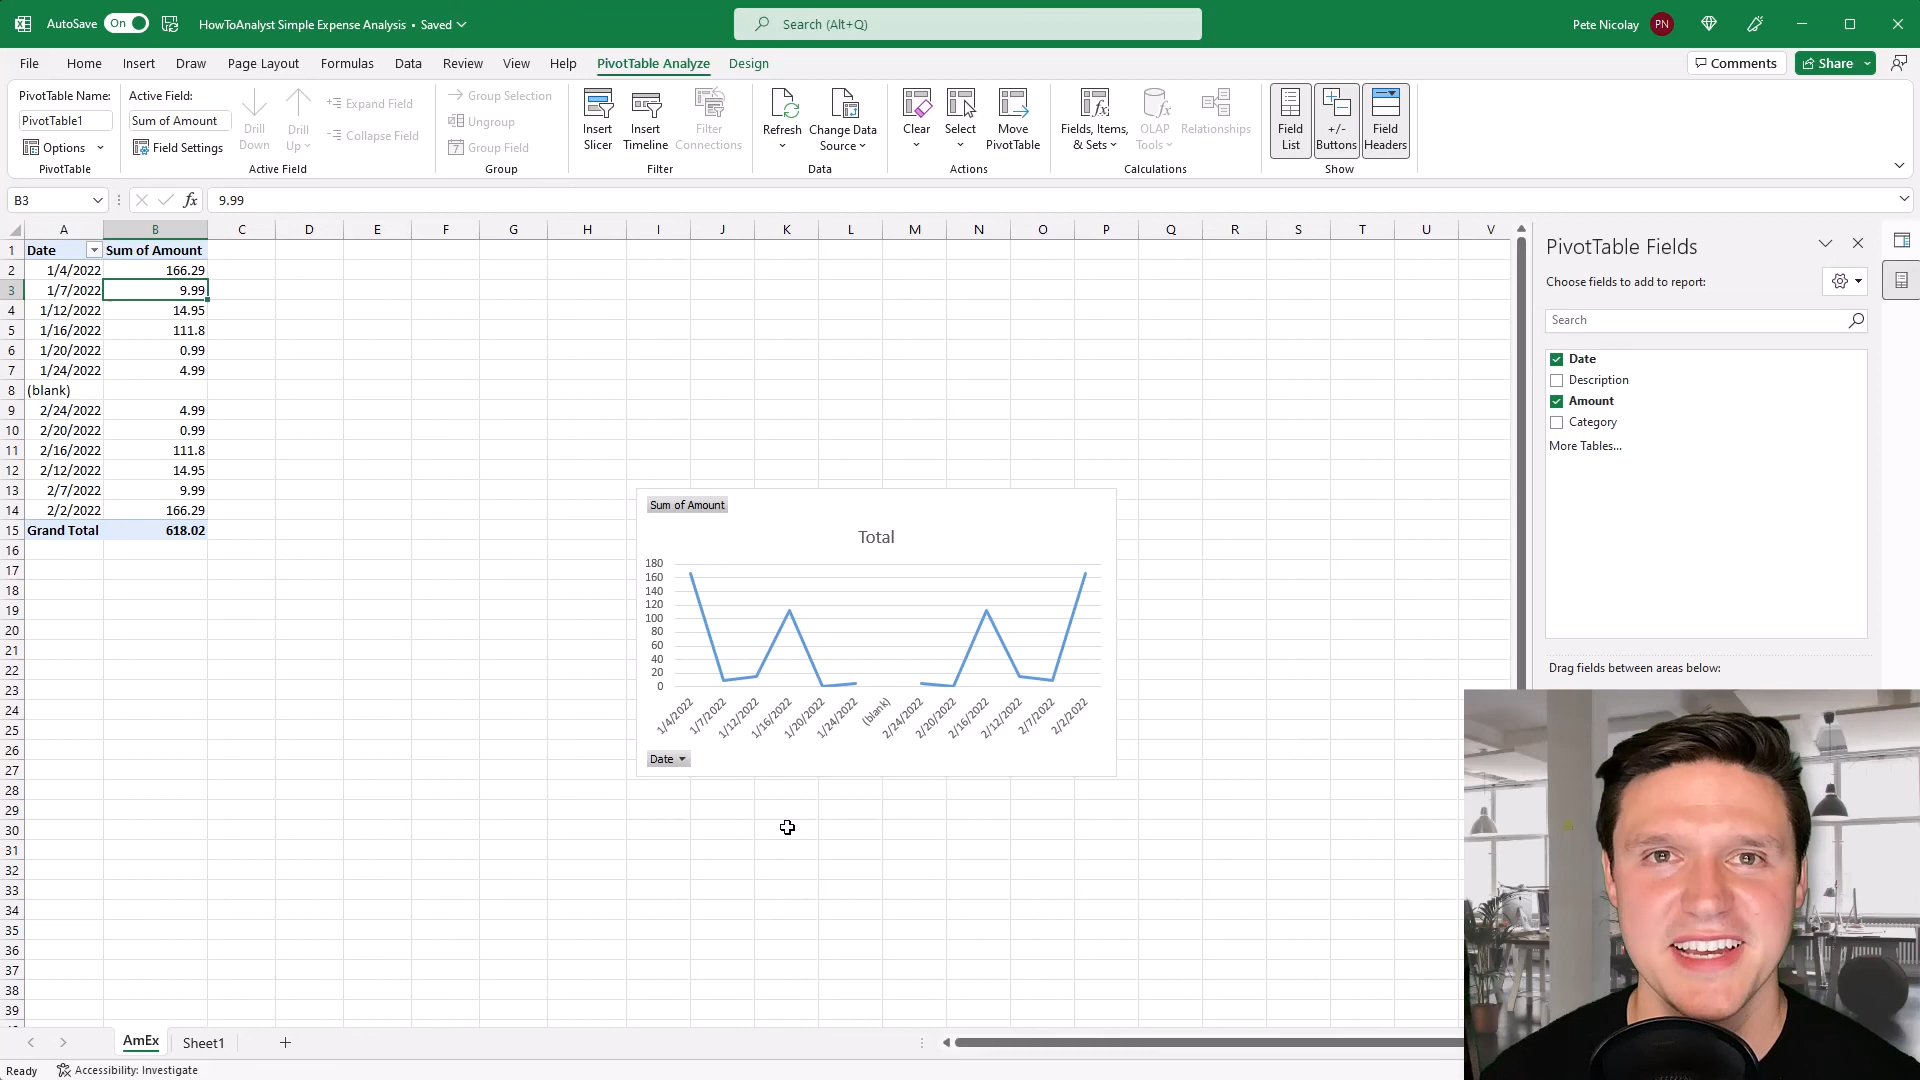 AutoSave On HowToAnalyst Simple Expense Analysis • Saved Search (Alt+Q) Pete Nicolay PN
File Home Insert Draw Page Layout Formulas Data Review View Help PivotTable Analyze Design Comments Share
PivotTable Name:
PivotTable1
Options
PivotTable
Active Field:
Sum of Amount
Field Settings
Drill Down
Drill Up
Expand Field
Collapse Field
Active Field
Group Selection
Ungroup
7 Group Field
Group
Insert Slicer
Insert Timeline
Filter Connections
Filter
Refresh
Change Data Source
Data
Clear
Select
Move PivotTable
Actions
Fields, Items, & Sets
OLAP Tools
Relationships
Calculations
Field List
+/- Buttons
Field Headers
Show
B3 fx 9.99
A B C D E F G H I J K L M N O P Q R S T U V
1 Date Sum of Amount
2 1/4/2022 166.29
3 1/7/2022 9.99
4 1/12/2022 14.95
5 1/16/2022 111.8
6 1/20/2022 0.99
7 1/24/2022 4.99
8 (blank)
9 2/24/2022 4.99
10 2/20/2022 0.99
11 2/16/2022 111.8
12 2/12/2022 14.95
13 2/7/2022 9.99
14 2/2/2022 166.29
15 Grand Total 618.02
16
17
18
19
20
21
22
23
24
25
26
27
28
29
30
31
32
33
34
35
36
37
38
39
Sum of Amount
Total
180
160
140
120
100
80
60
40
20
0
1/4/2022
1/7/2022
1/12/2022
1/16/2022
1/20/2022
1/24/2022
(blank)
2/24/2022
2/20/2022
2/16/2022
2/12/2022
2/7/2022
2/2/2022
Date
PivotTable Fields
Choose fields to add to report:
Search
Date
Description
Amount
Category
More Tables...
Drag fields between areas below:
AmEx Sheet1
Ready Accessibility: Investigate